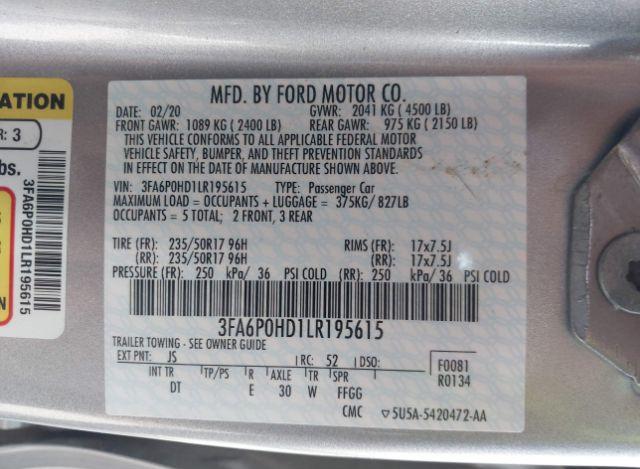 MFD. BY FORD MOTOR CO.
DATE: 02/20 GVWR: 2041 KG ( 4500 LB)
FRONT GAWR: 1089 KG ( 2400 LB) REAR GAWR: 975 KG ( 2150 LB)
THIS VEHICLE CONFORMS TO ALL APPLICABLE FEDERAL MOTOR
VEHICLE SAFETY, BUMPER, AND THEFT PREVENTION STANDARDS
IN EFFECT ON THE DATE OF MANUFACTURE SHOWN ABOVE.
VIN: 3FA6P0HD1LR195615 TYPE: Passenger Car
MAXIMUM LOAD = OCCUPANTS + LUGGAGE = 375KG/ 827LB
OCCUPANTS = 5 TOTAL; 2 FRONT, 3 REAR
TIRE (FR): 235/50R17 96H RIMS (FR): 17x7.5J
(RR): 235/50R17 96H (RR): 17x7.5J
PRESSURE (FR): 250 kPa/ 36 PSI COLD (RR): 250 kPa/ 36 PSI COLD
3FA6P0HD1LR195615
TRAILER TOWING - SEE OWNER GUIDE
EXT PNT: JS RC: 52 DSO: F0081
INT TR TP/PS R AXLE TR SPR R0134
DT E 30 W FFGG
CMC 5U5A-5420472-AA
ATION
R: 3
bs.
3FA6P0HD1LR195615